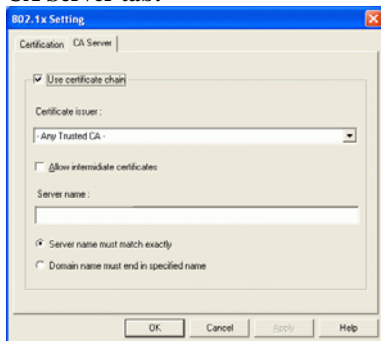 CA Server tab.
802.1x Setting
Certification CA Server
Use certificate chain
Certificate issuer :
- Any Trusted CA -
Allow intermidiate certificates
Server name :
Server name must match exactly
Domain name must end in specified name
OK Cancel Apply Help